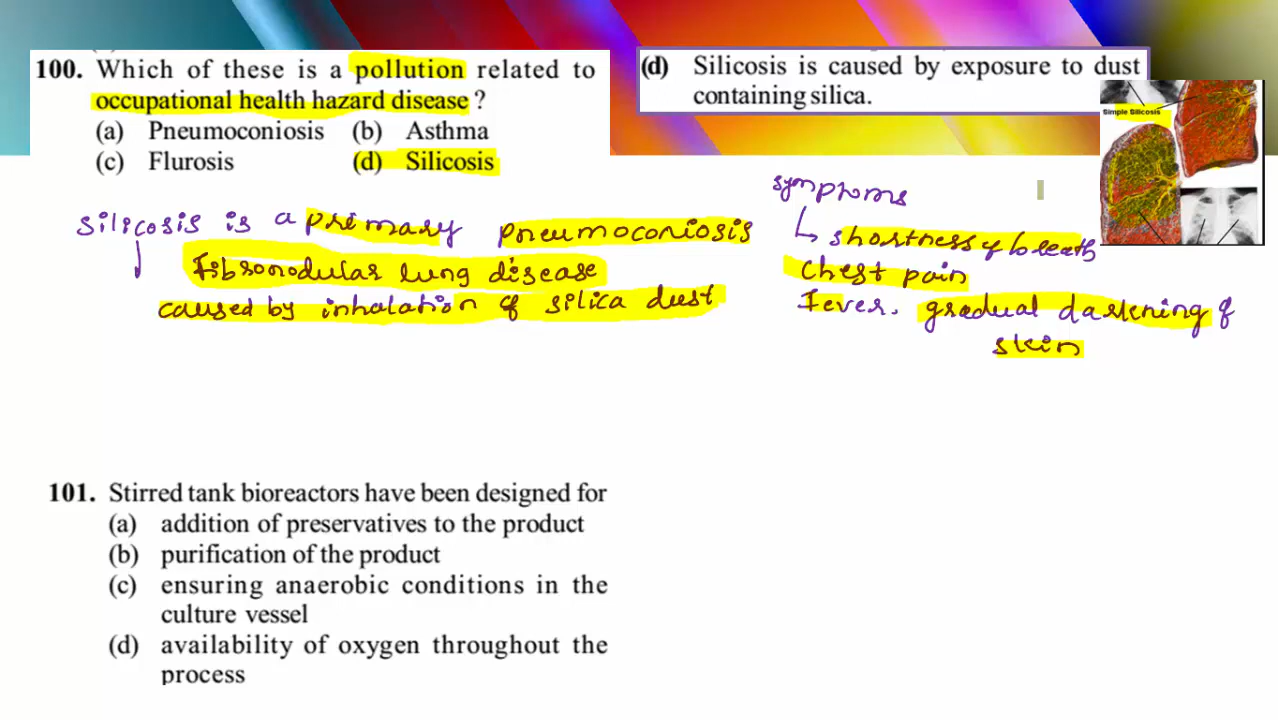 100. Which of these is a pollution related to
occupational health hazard disease ?
(a) Pneumoconiosis (b) Asthma
(c) Flurosis (d) Silicosis
(d) Silicosis is caused by exposure to dust
containing silica.
Simple Silicosis
silicosis is a primary pneumoconiosis
Fibronodular lung disease
caused by inhalation of silica dust
symptoms
shortness of breath
chest pain
Fever. gradual darkening of
skin
101. Stirred tank bioreactors have been designed for
(a) addition of preservatives to the product
(b) purification of the product
(c) ensuring anaerobic conditions in the
culture vessel
(d) availability of oxygen throughout the
process